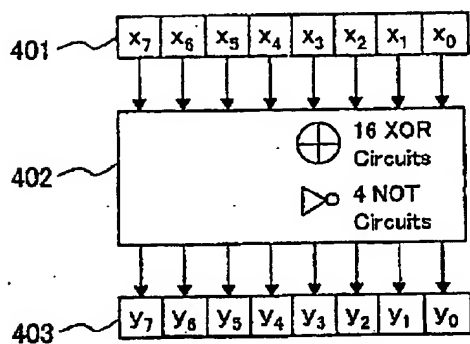 401 x₇ x₆ x₅ x₄ x₃ x₂ x₁ x₀
16 XOR
Circuits
402
4 NOT
Circuits
403 y₇ y₆ y₅ y₄ y₃ y₂ y₁ y₀